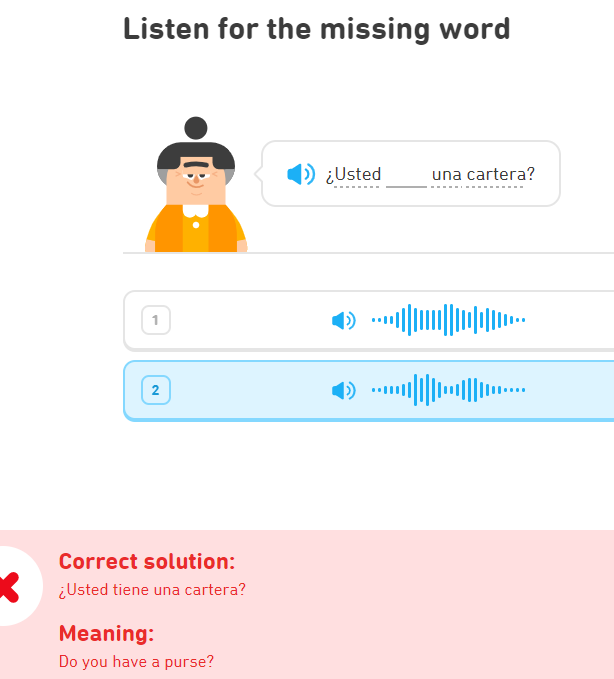 Listen for the missing word
¿Usted ____ una cartera?
1
2
Correct solution:
¿Usted tiene una cartera?
Meaning:
Do you have a purse?